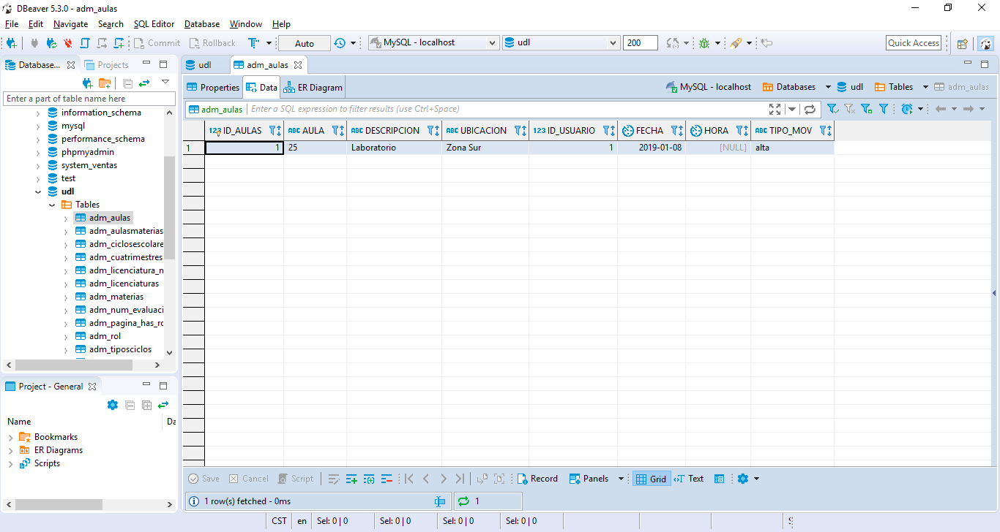 DBeaver 5.3.0 - adm_aulas
File Edit Navigate Search SQL Editor Database Window Help
Commit Rollback Auto MySQL - localhost udl 200 Quick Access
Database... Projects
Enter a part of table name here
information_schema
mysql
performance_schema
phpmyadmin
system_ventas
test
udl
Tables
adm_aulas
adm_aulasmaterias
adm_ciclosescolare
adm_cuatrimestres
adm_licenciatura_n
adm_licenciaturas
adm_materias
adm_num_evaluaci
adm_pagina_has_ro
adm_rol
adm_tiposciclos
Project - General
Name Da
Bookmarks
ER Diagrams
Scripts
udl adm_aulas
Properties Data ER Diagram MySQL - localhost Databases udl Tables adm_aulas
adm_aulas Enter a SQL expression to filter results (use Ctrl+Space)
123 ID_AULAS ABC AULA ABC DESCRIPCION ABC UBICACION 123 ID_USUARIO FECHA HORA ABC TIPO_MOV
1 1 25 Laboratorio Zona Sur 1 2019-01-08 [NULL] alta
Save Cancel Script Record Panels Grid Text
1 row(s) fetched - 0ms 1
CST en Sel: 0 | 0 Sel: 0 | 0 Sel: 0 | 0 Sel: 0 | 0